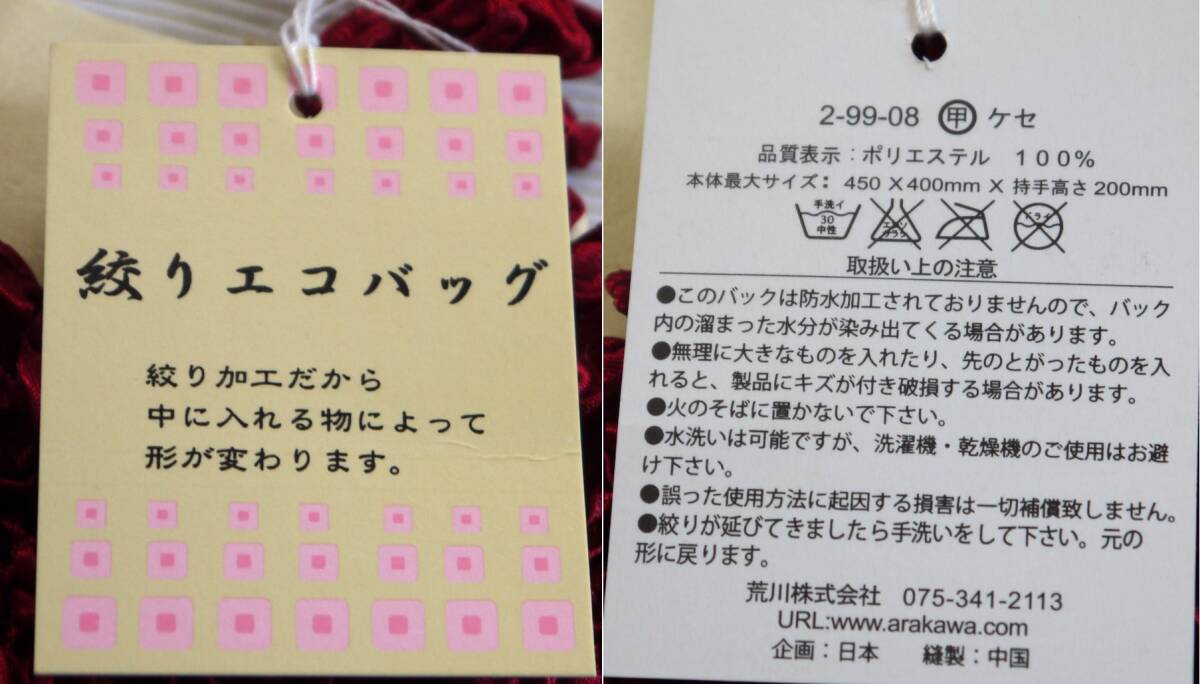 絞りエコバッグ
絞り加工だから
中に入れる物によって
形が変わります。
2-99-08 ㊙ケセ
品質表示：ポリエステル 100%
本体最大サイズ： 450 X 400mm X 持手高さ 200mm
手洗イ
30
中性
エンソ
サラシ
ドライ
取扱い上の注意
●このバックは防水加工されておりませんので、バック
内の溜まった水分が染み出てくる場合があります。
●無理に大きなものを入れたり、先のとがったものを入
れると、製品にキズが付き破損する場合があります。
●火のそばに置かないで下さい。
●水洗いは可能ですが、洗濯機・乾燥機のご使用はお避
け下さい。
●誤った使用方法に起因する損害は一切補償致しません。
●絞りが延びてきましたら手洗いをして下さい。元の
形に戻ります。
荒川株式会社 075-341-2113
URL:www.arakawa.com
企画：日本 縫製：中国